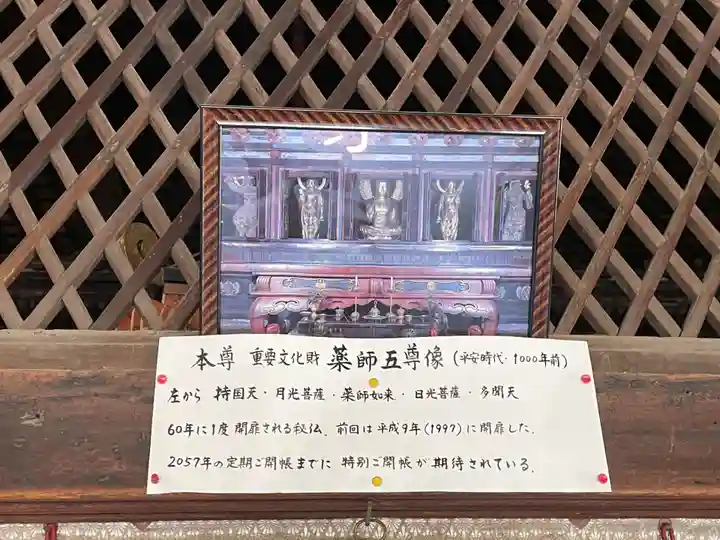 本尊 重要文化財 薬師五尊像 (平安時代・1000年前)
左から 持国天・月光菩薩・薬師如来・日光菩薩・多聞天
60年に1度開扉される秘仏、前回は平成9年(1997)に開扉した。
2057年の定期ご開帳までに 特別ご開帳が期待されている。